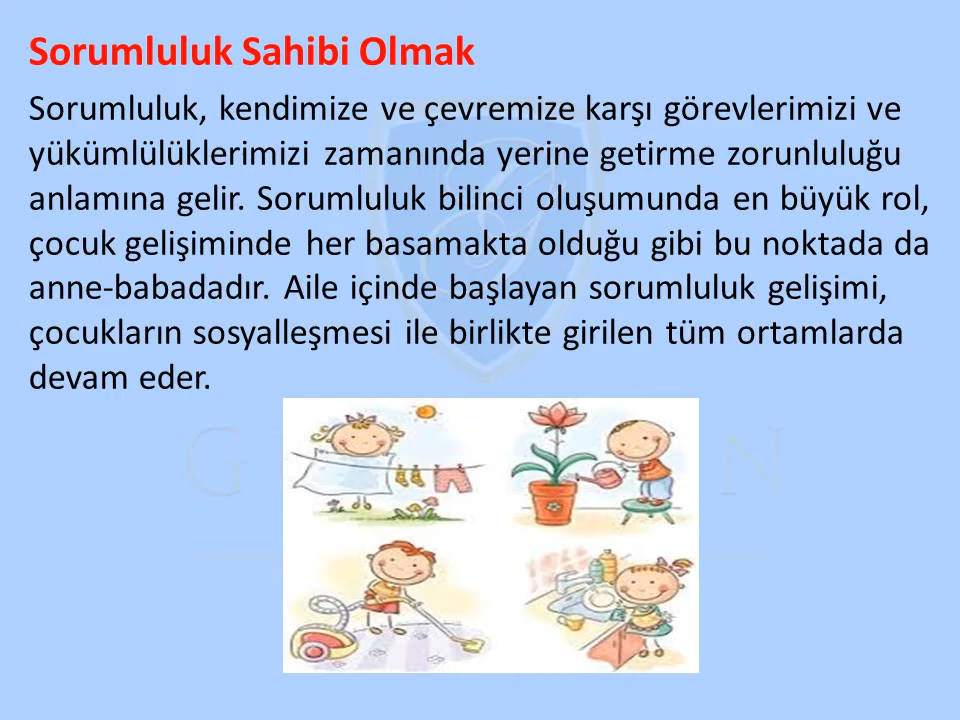 Sorumluluk Sahibi Olmak
Sorumluluk, kendimize ve çevremize karşı görevlerimizi ve
yükümlülüklerimizi zamanında yerine getirme zorunluluğu
anlamına gelir. Sorumluluk bilinci oluşumunda en büyük rol,
çocuk gelişiminde her basamakta olduğu gibi bu noktada da
anne-babadadır. Aile içinde başlayan sorumluluk gelişimi,
çocukların sosyalleşmesi ile birlikte girilen tüm ortamlarda
devam eder.